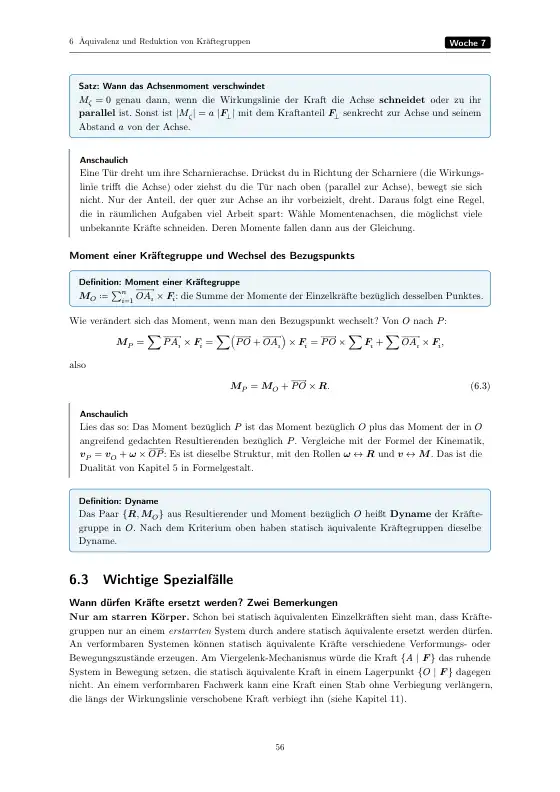 6 Äquivalenz und Reduktion von Kräftegruppen
Woche 7
Satz: Wann das Achsenmoment verschwindet
M_ζ = 0 genau dann, wenn die Wirkungslinie der Kraft die Achse schneidet oder zu ihr
parallel ist. Sonst ist |M_ζ| = a |F_⊥| mit dem Kraftanteil F_⊥ senkrecht zur Achse und seinem
Abstand a von der Achse.
Anschaulich
Eine Tür dreht um ihre Scharnierachse. Drückst du in Richtung der Scharniere (die Wirkungs-
linie trifft die Achse) oder ziehst du die Tür nach oben (parallel zur Achse), bewegt sie sich
nicht. Nur der Anteil, der quer zur Achse an ihr vorbeizielt, dreht. Daraus folgt eine Regel,
die in räumlichen Aufgaben viel Arbeit spart: Wähle Momentenachsen, die möglichst viele
unbekannte Kräfte schneiden. Deren Momente fallen dann aus der Gleichung.
Moment einer Kräftegruppe und Wechsel des Bezugspunkts
Definition: Moment einer Kräftegruppe
M_O ≔ ∑_{i=1}^{n} \overrightarrow{OA_i} × F_i; die Summe der Momente der Einzelkräfte bezüglich desselben Punktes.
Wie verändert sich das Moment, wenn man den Bezugspunkt wechselt? Von O nach P:
M_P = ∑ \overrightarrow{PA_i} × F_i = ∑ (\overrightarrow{PO} + \overrightarrow{OA_i}) × F_i = \overrightarrow{PO} × ∑ F_i + ∑ \overrightarrow{OA_i} × F_i,
also
M_P = M_O + \overrightarrow{PO} × R. (6.3)
Anschaulich
Lies das so: Das Moment bezüglich P ist das Moment bezüglich O plus das Moment der in O
angreifend gedachten Resultierenden bezüglich P. Vergleiche mit der Formel der Kinematik,
v_P = v_O + ω × \overrightarrow{OP}: Es ist dieselbe Struktur, mit den Rollen ω ↔ R und v ↔ M. Das ist die
Dualität von Kapitel 5 in Formelgestalt.
Definition: Dyname
Das Paar {R, M_O} aus Resultierender und Moment bezüglich O heißt Dyname der Kräfte-
gruppe in O. Nach dem Kriterium oben haben statisch äquivalente Kräftegruppen dieselbe
Dyname.
6.3 Wichtige Spezialfälle
Wann dürfen Kräfte ersetzt werden? Zwei Bemerkungen
Nur am starren Körper. Schon bei statisch äquivalenten Einzelkräften sieht man, dass Kräfte-
gruppen nur an einem erstarrten System durch andere statisch äquivalente ersetzt werden dürfen.
An verformbaren Systemen können statisch äquivalente Kräfte verschiedene Verformungs- oder
Bewegungszustände erzeugen. Am Viergelenk-Mechanismus würde die Kraft {A | F} das ruhende
System in Bewegung setzen, die statisch äquivalente Kraft in einem Lagerpunkt {O | F} dagegen
nicht. An einem verformbaren Fachwerk kann eine Kraft einen Stab ohne Verbiegung verlängern,
die längs der Wirkungslinie verschobene Kraft verbiegt ihn (siehe Kapitel 11).
56